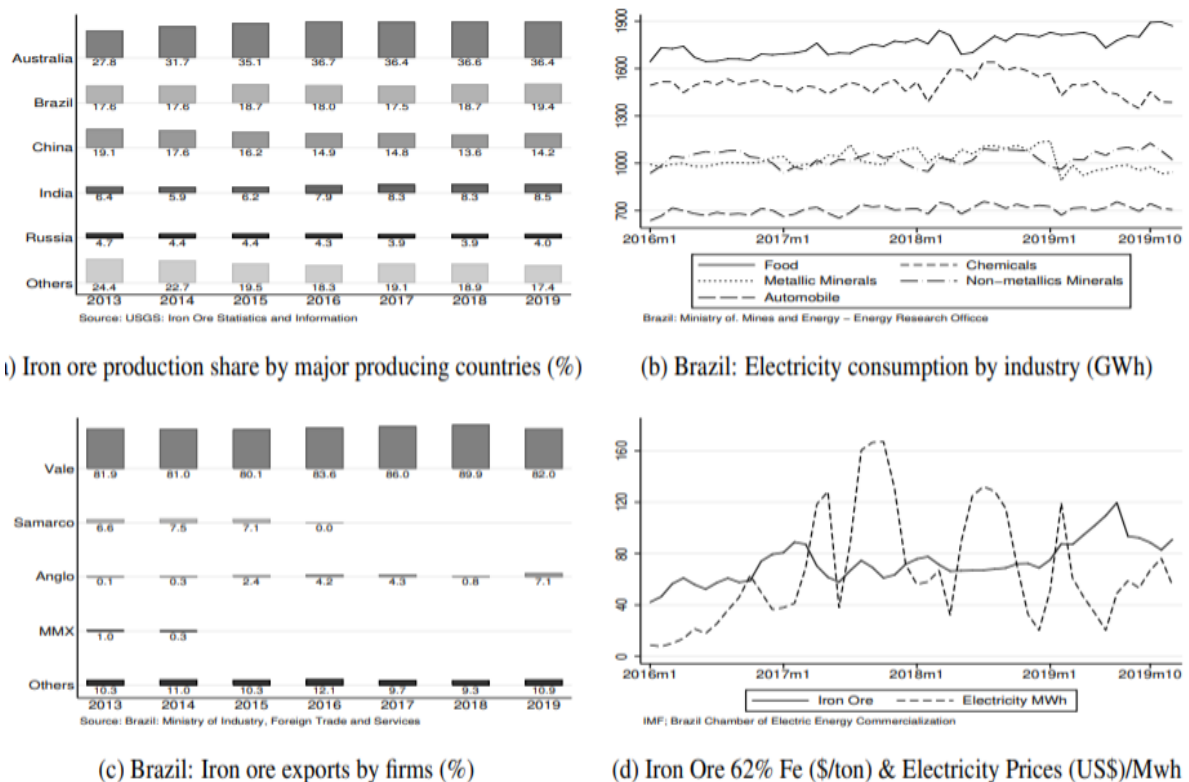 Australia
27.8 31.7 35.1 36.7 36.4 36.6 36.4
Brazil
17.6 17.6 18.7 18.0 17.5 18.7 19.4
China
19.1 17.6 16.2 14.9 14.8 13.6 14.2
India
6.4 5.9 6.2 7.9 8.3 8.3 8.5
Russia
4.7 4.4 4.4 4.3 3.9 3.9 4.0
Others
24.4 22.7 19.5 18.3 19.1 18.9 17.4
2013 2014 2015 2016 2017 2018 2019
Source: USGS: Iron Ore Statistics and Information
) Iron ore production share by major producing countries (%)
1900
1600
1300
1000
700
2016m1 2017m1 2018m1 2019m1 2019m10
Food Chemicals
Metallic Minerals Non-metallics Minerals
Automobile
Brazil: Ministry of. Mines and Energy – Energy Research Officce
(b) Brazil: Electricity consumption by industry (GWh)
Vale
81.9 81.0 80.1 83.6 86.0 89.9 82.0
Samarco
6.6 7.5 7.1 0.0
Anglo
0.1 0.3 2.4 4.2 4.3 0.8 7.1
MMX
1.0 0.3
Others
10.3 11.0 10.3 12.1 9.7 9.3 10.9
2013 2014 2015 2016 2017 2018 2019
Source: Brazil: Ministry of Industry, Foreign Trade and Services
(c) Brazil: Iron ore exports by firms (%)
160
120
80
40
0
2016m1 2017m1 2018m1 2019m1 2019m10
Iron Ore Electricity MWh
IMF; Brazil Chamber of Electric Energy Commercialization
(d) Iron Ore 62% Fe ($/ton) & Electricity Prices (US$)/Mwh